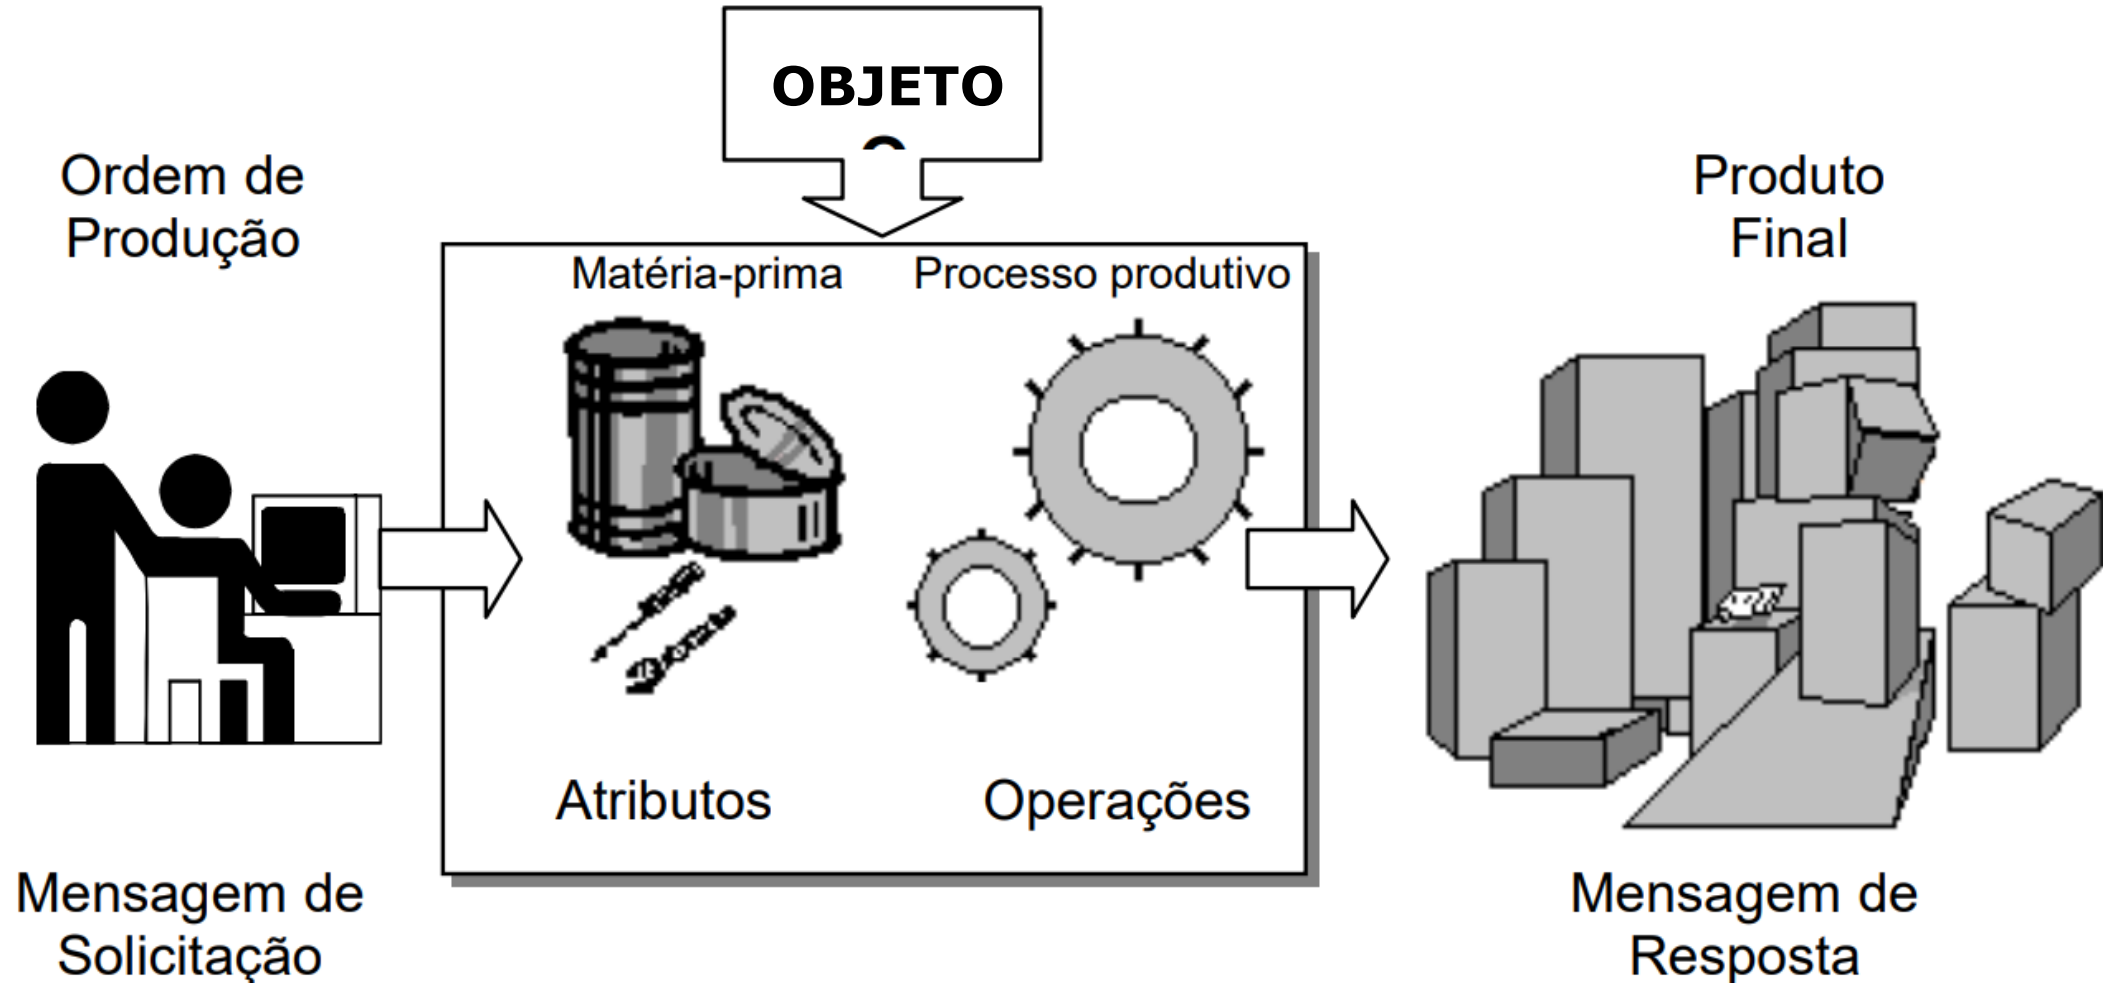 OBJETO
Ordem de
Produção
Produto
Final
Matéria-prima
Processo produtivo
Atributos
Operações
Mensagem de
Solicitação
Mensagem de
Resposta